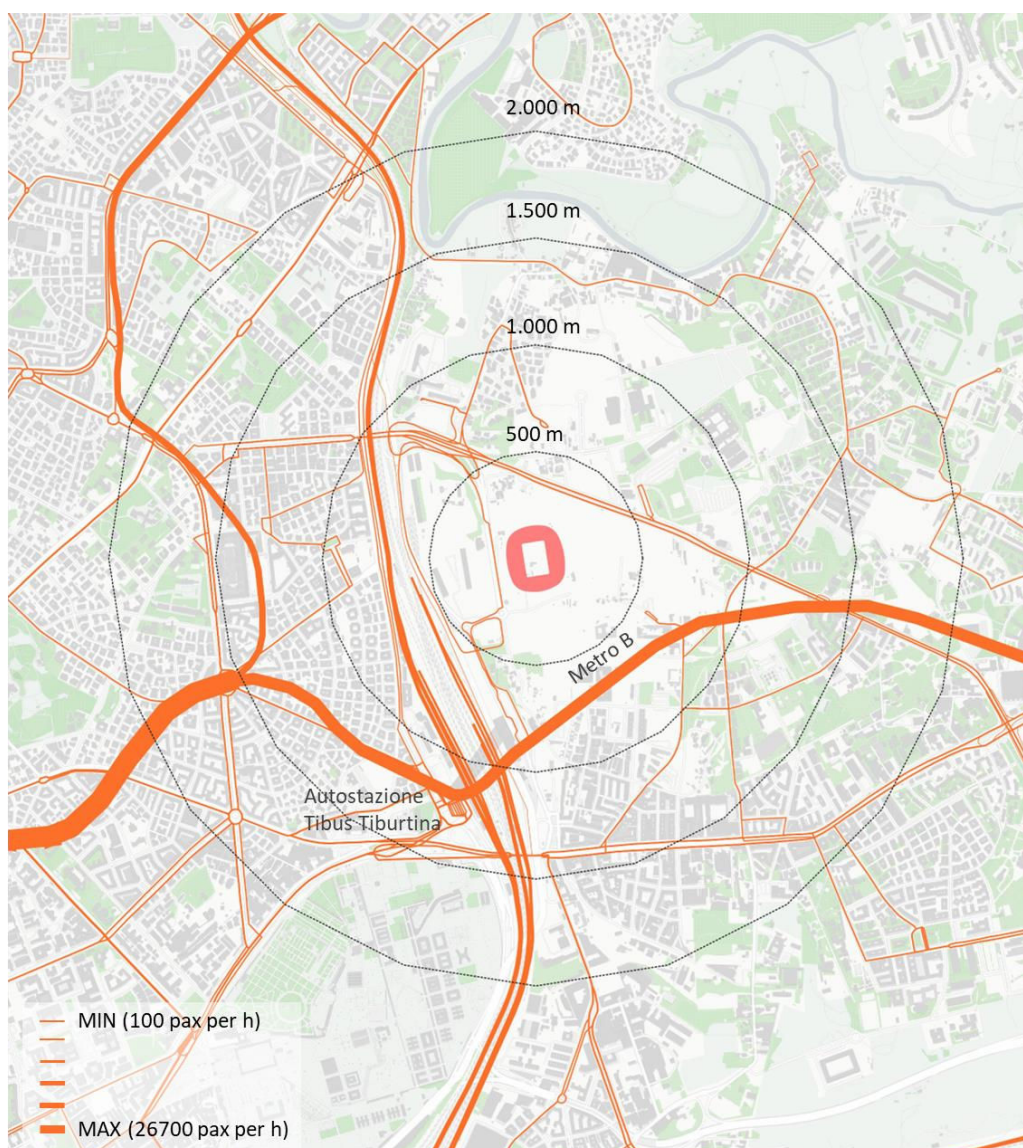 2.000 m
1.500 m
1.000 m
500 m
Metro B
Autostazione
Tibus Tiburtina
MIN (100 pax per h)
MAX (26700 pax per h)